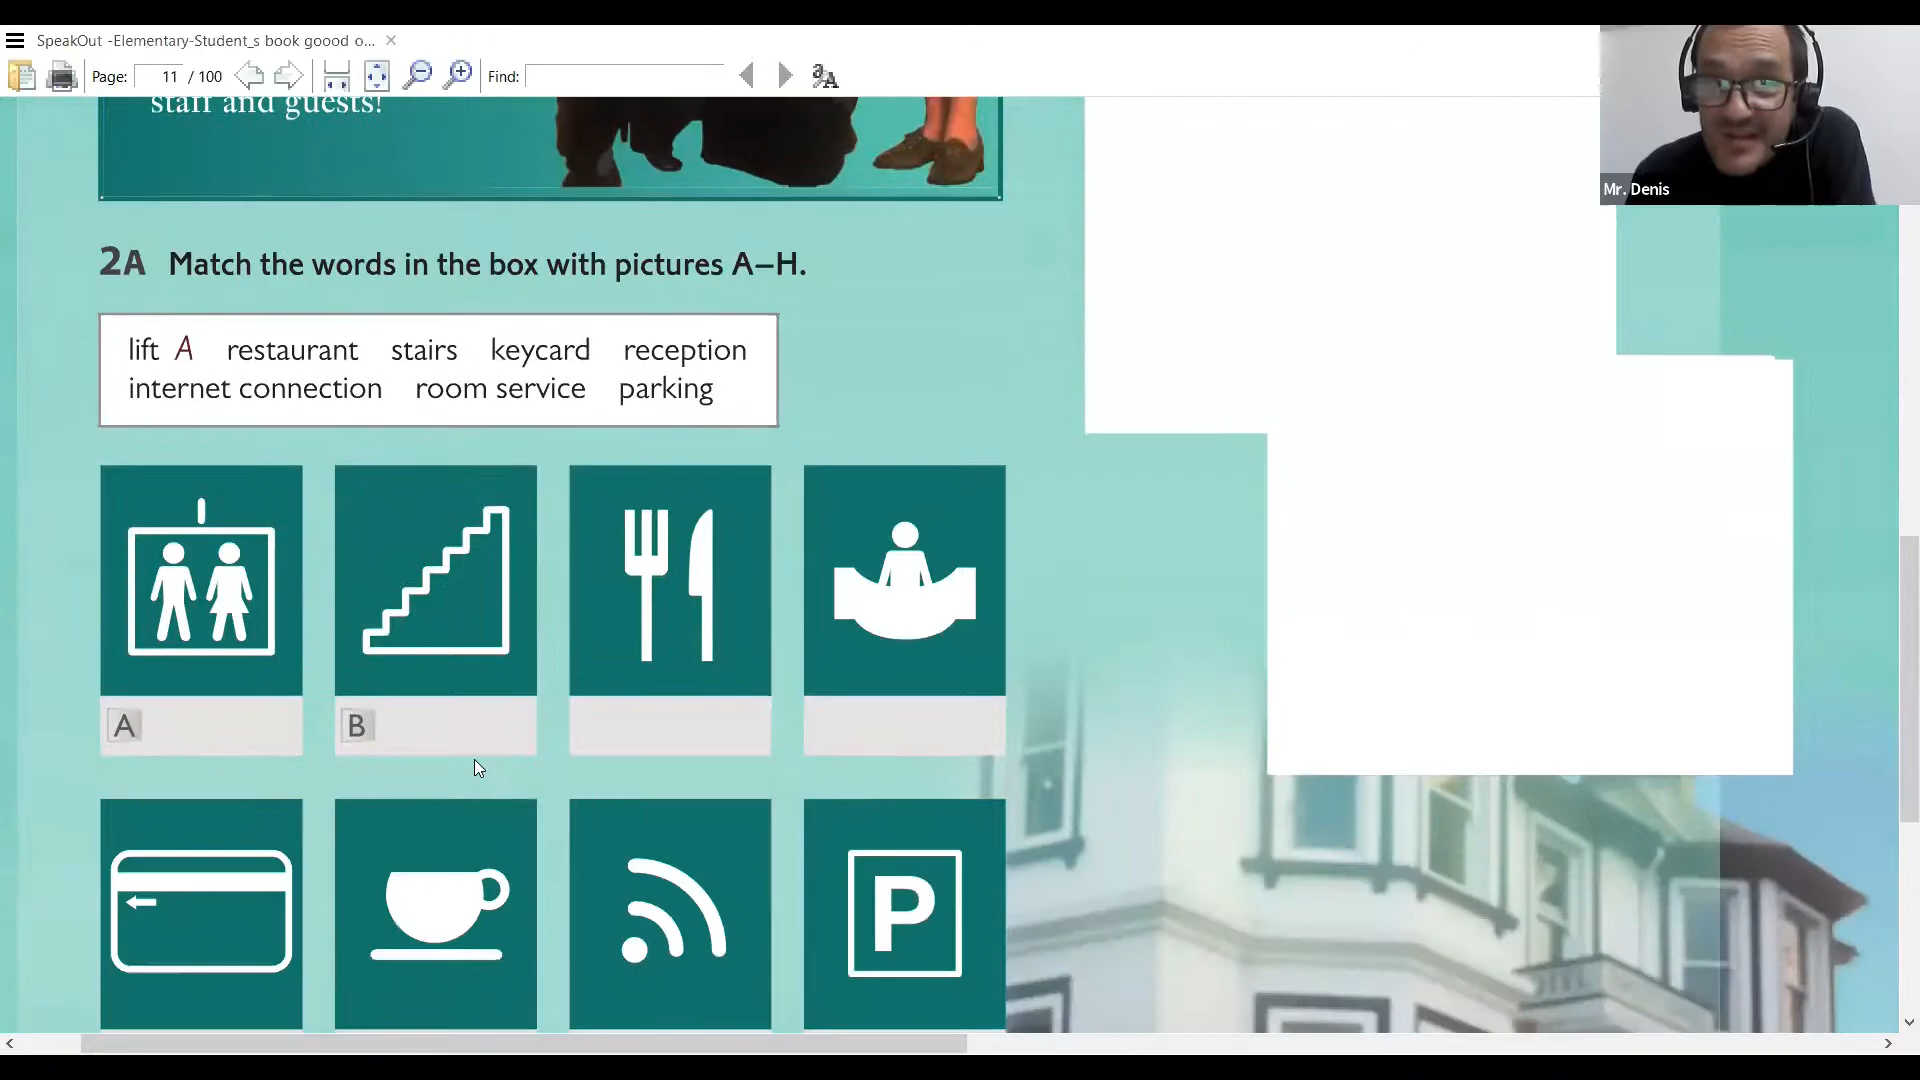 SpeakOut -Elementary-Student_s book goood o...
Page: 11 / 100 Find:
staff and guests!
Mr. Denis
2A Match the words in the box with pictures A–H.
lift A restaurant stairs keycard reception
internet connection room service parking
A B
P